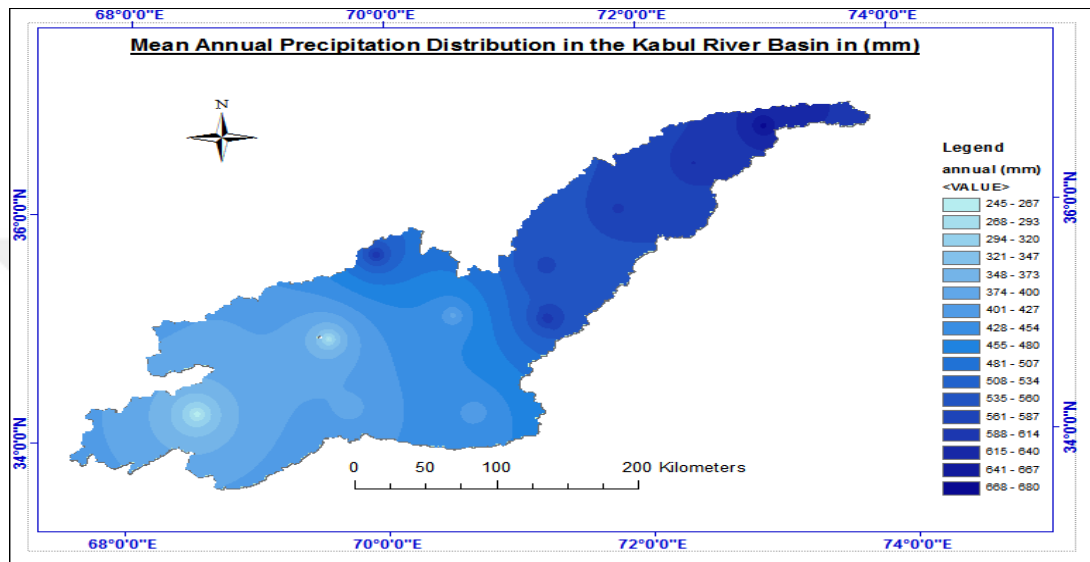 68°0'0"E 70°0'0"E 72°0'0"E 74°0'0"E
Mean Annual Precipitation Distribution in the Kabul River Basin in (mm)
N
Legend
annual (mm)
<VALUE>
245 - 267
268 - 293
294 - 320
321 - 347
348 - 373
374 - 400
401 - 427
428 - 454
455 - 480
481 - 507
508 - 534
535 - 560
561 - 587
588 - 614
615 - 640
641 - 667
668 - 680
36°0'0"N
36°0'0"N
34°0'0"N
34°0'0"N
0 50 100 200 Kilometers
68°0'0"E 70°0'0"E 72°0'0"E 74°0'0"E